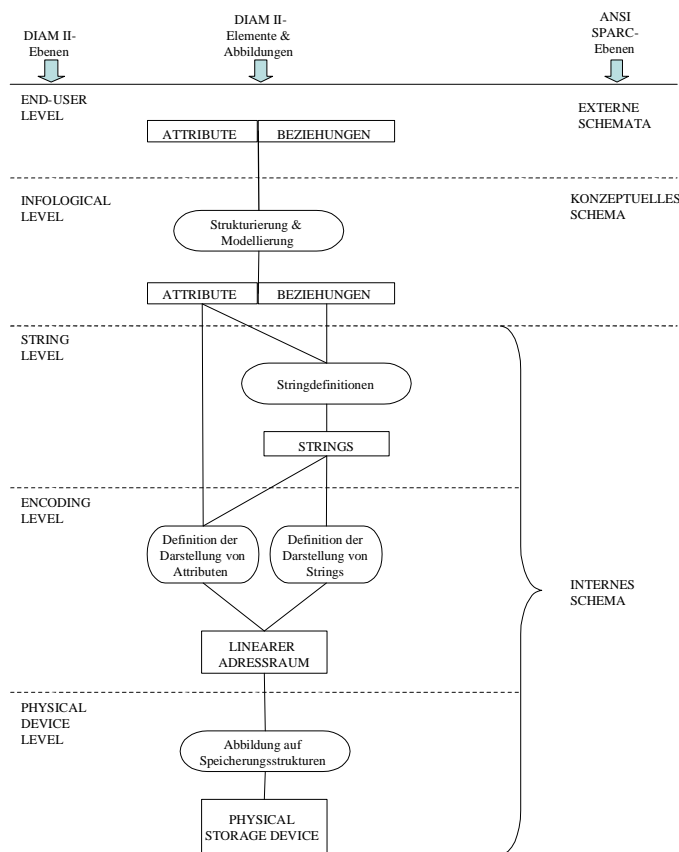 DIAM II-
Ebenen
DIAM II-
Elemente &
Abbildungen
ANSI
SPARC-
Ebenen
END-USER
LEVEL
EXTERNE
SCHEMATA
ATTRIBUTE
BEZIEHUNGEN
INFOLOGICAL
LEVEL
KONZEPTUELLES
SCHEMA
Strukturierung &
Modellierung
ATTRIBUTE
BEZIEHUNGEN
STRING
LEVEL
Stringdefinitionen
STRINGS
ENCODING
LEVEL
Definition der
Darstellung von
Attributen
Definition der
Darstellung von
Strings
INTERNES
SCHEMA
LINEARER
ADRESSRAUM
PHYSICAL
DEVICE
LEVEL
Abbildung auf
Speicherungsstrukturen
PHYSICAL
STORAGE DEVICE